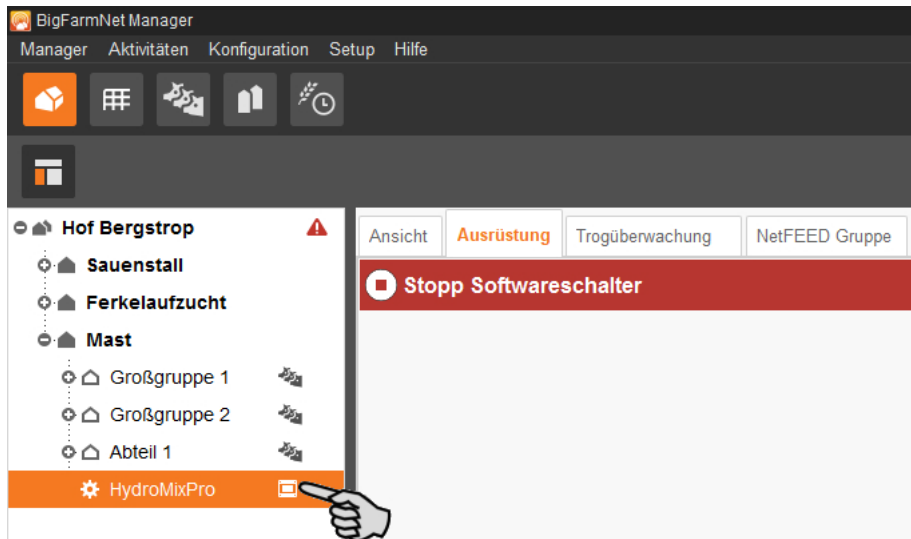 BigFarmNet Manager
Manager Aktivitäten Konfiguration Setup Hilfe
Hof Bergstrop
Sauenstall
Ferkelaufzucht
Mast
Großgruppe 1
Großgruppe 2
Abteil 1
HydroMixPro
Ansicht Ausrüstung Trogüberwachung NetFEED Gruppe
Stopp Softwareschalter